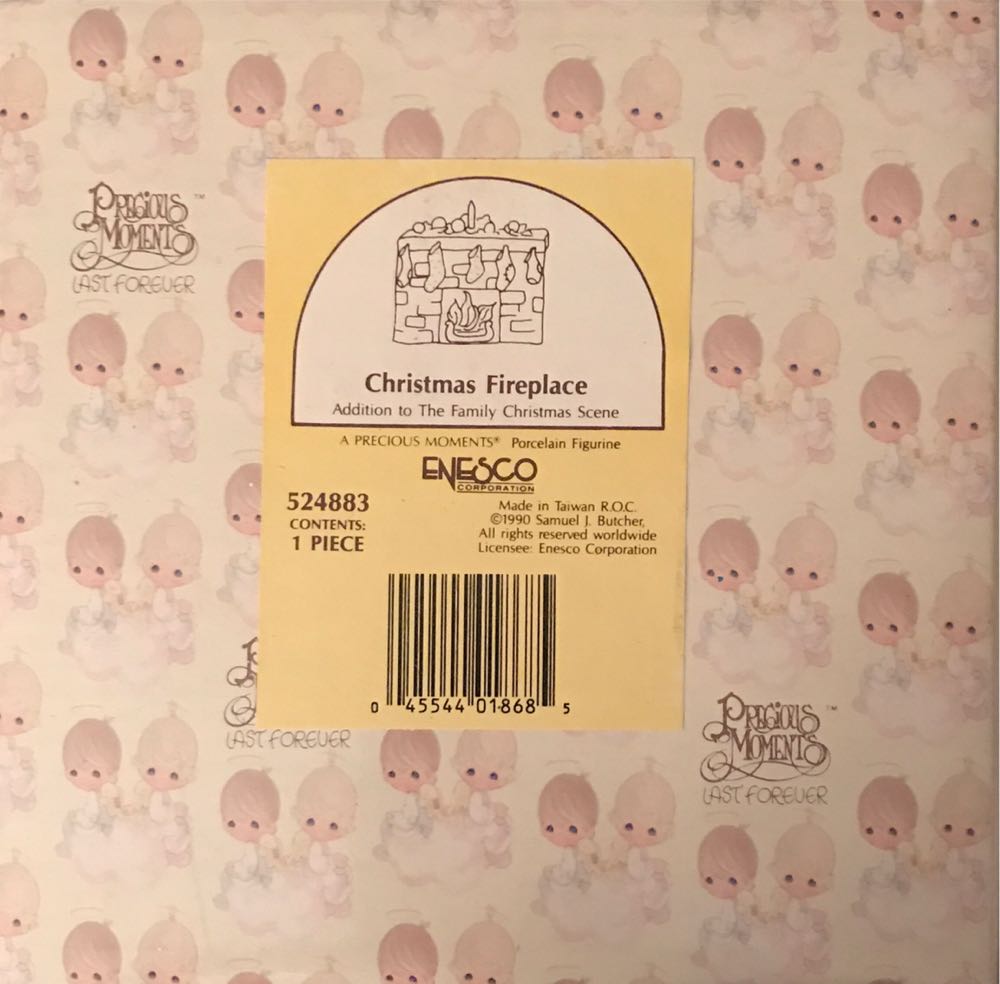 PRECIOUS
MOMENTS™
LAST FOREVER
Christmas Fireplace
Addition to The Family Christmas Scene
A PRECIOUS MOMENTS® Porcelain Figurine
ENESCO
CORPORATION
524883
CONTENTS:
1 PIECE
Made in Taiwan R.O.C.
©1990 Samuel J. Butcher,
All rights reserved worldwide
Licensee: Enesco Corporation
0 45544 01868 5
LAST FOREVER
PRECIOUS
MOMENTS™
LAST FOREVER